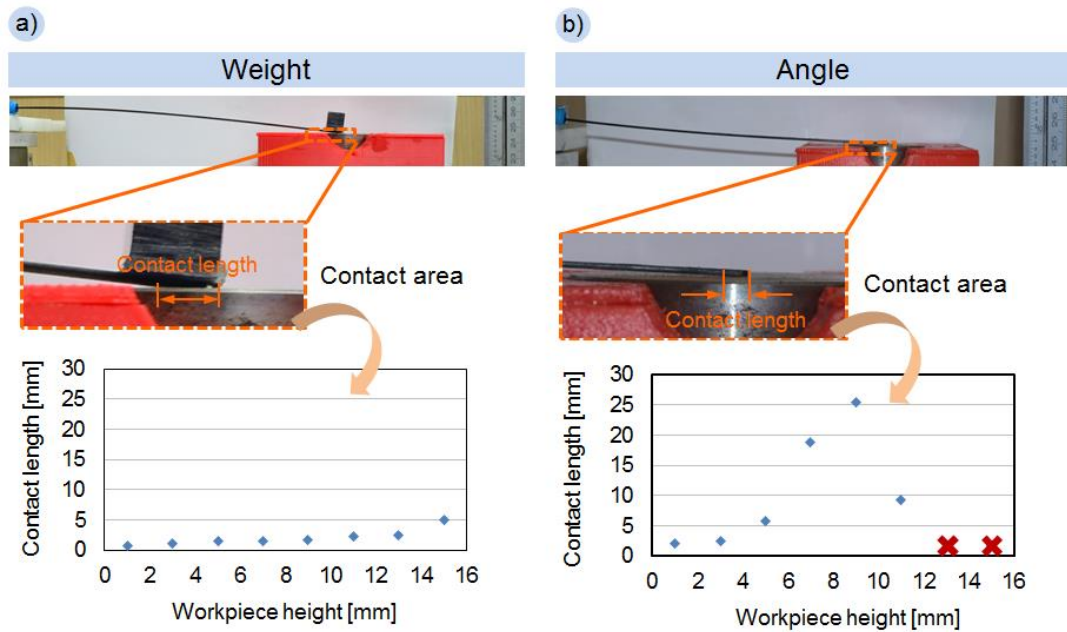 a)
Weight
Contact length
Contact area
Contact length [mm]
30
25
20
15
10
5
0
0 2 4 6 8 10 12 14 16
Workpiece height [mm]
b)
Angle
Contact length
Contact area
Contact length [mm]
30
25
20
15
10
5
0
0 2 4 6 8 10 12 14 16
Workpiece height [mm]